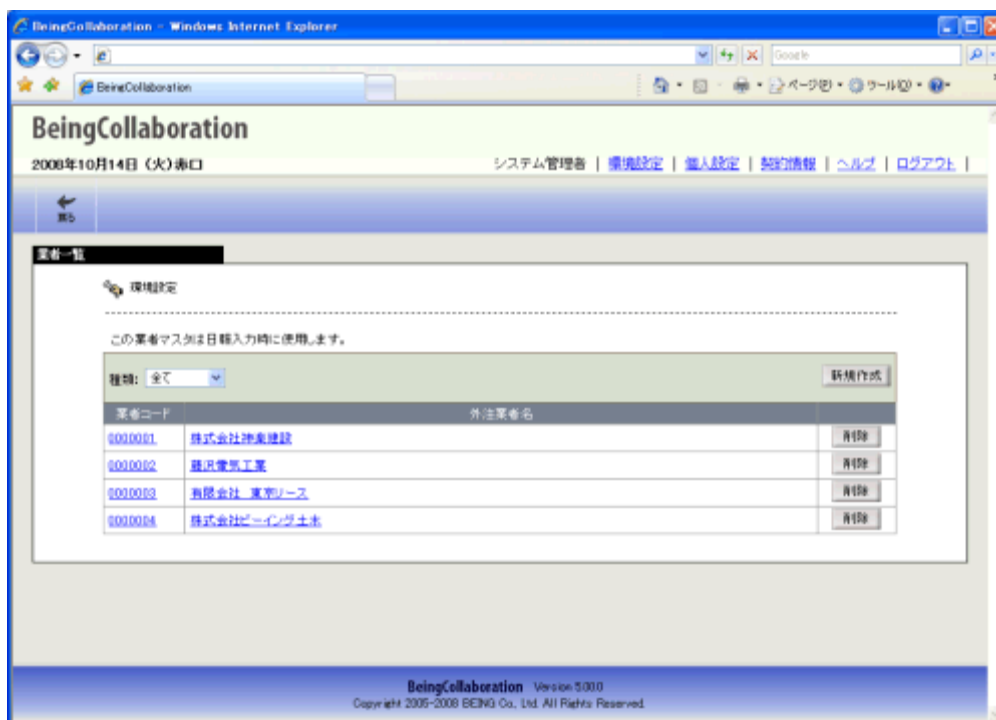 BeingCollaboration - Windows Internet Explorer
Google
BeingCollaboration
ページ(P) ツール(O)
BeingCollaboration
2008年10月14日 (火)赤口
システム管理者 | 環境設定 | 個人設定 | 契約情報 | ヘルプ | ログアウト |
戻る
業者一覧
環境設定
この業者マスタは日報入力時に使用します。
種類: 全て
新規作成
業者コード 外注業者名
0000001 株式会社神楽建設 削除
0000002 藤沢電気工業 削除
0000003 有限会社 東京リース 削除
0000004 株式会社ビーイング土木 削除
BeingCollaboration Version 5.0.0.0
Copyright 2005-2008 BEING Co., Ltd. All Rights Reserved.